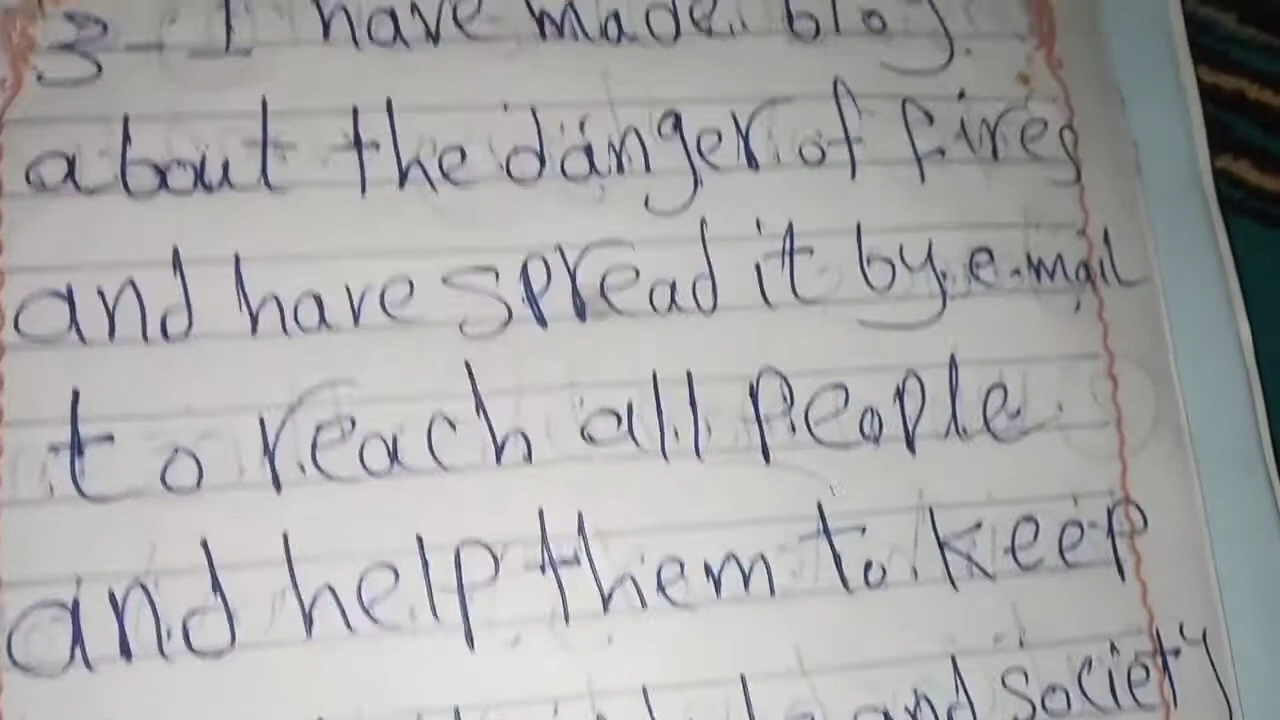 3- I have made blog
about the danger of fires
and have spread it by e-mail
to reach all people
and help them to keep
and society